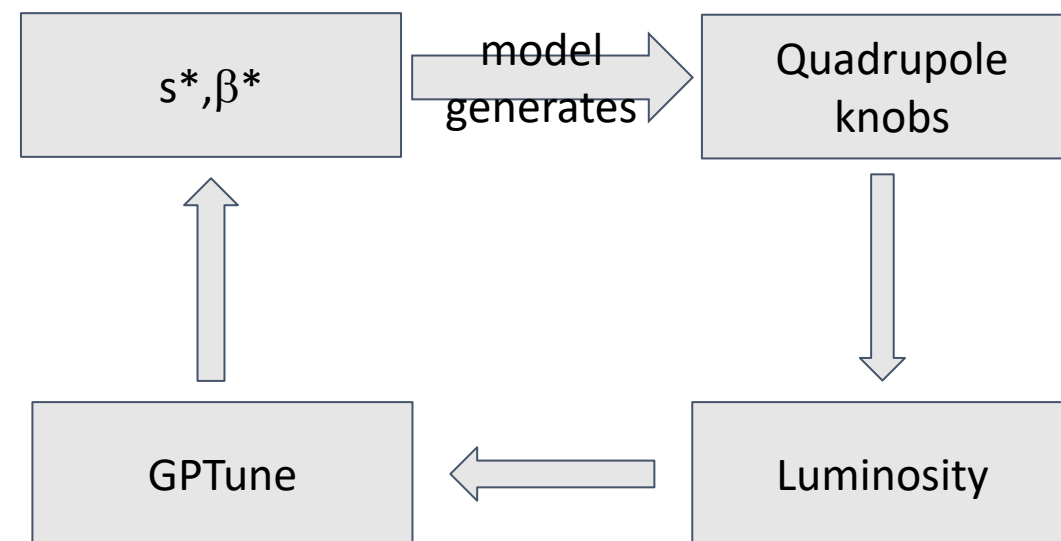 s*,β*
model
generates
Quadrupole
knobs
GPTune
Luminosity